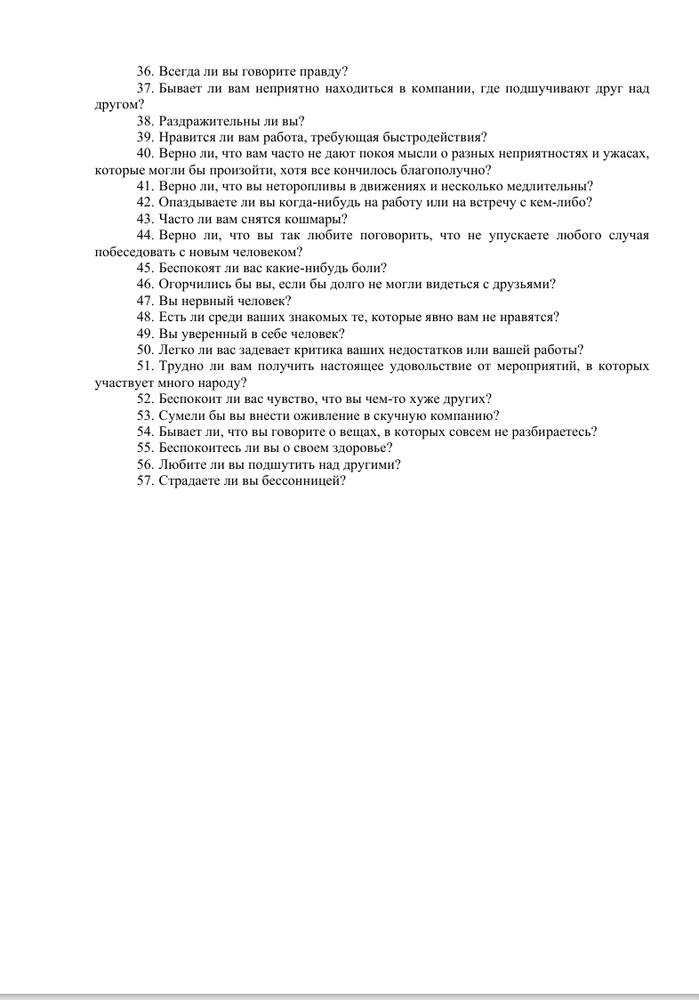 36. Всегда ли вы говорите правду?
37. Бывает ли вам неприятно находиться в компании, где подшучивают друг над
другом?
38. Раздражительны ли вы?
39. Нравится ли вам работа, требующая быстродействия?
40. Верно ли, что вам часто не дают покоя мысли о разных неприятностях и ужасах,
которые могли бы произойти, хотя все кончилось благополучно?
41. Верно ли, что вы неторопливы в движениях и несколько медлительны?
42. Опаздываете ли вы когда-нибудь на работу или на встречу с кем-либо?
43. Часто ли вам снятся кошмары?
44. Верно ли, что вы так любите поговорить, что не упускаете любого случая
побеседовать с новым человеком?
45. Беспокоят ли вас какие-нибудь боли?
46. Огорчились бы вы, если бы долго не могли видеться с друзьями?
47. Вы нервный человек?
48. Есть ли среди ваших знакомых те, которые явно вам не нравятся?
49. Вы уверенный в себе человек?
50. Легко ли вас задевает критика ваших недостатков или вашей работы?
51. Трудно ли вам получить настоящее удовольствие от мероприятий, в которых
участвует много народу?
52. Беспокоит ли вас чувство, что вы чем-то хуже других?
53. Сумели бы вы внести оживление в скучную компанию?
54. Бывает ли, что вы говорите о вещах, в которых совсем не разбираетесь?
55. Беспокоитесь ли вы о своем здоровье?
56. Любите ли вы подшутить над другими?
57. Страдаете ли вы бессонницей?